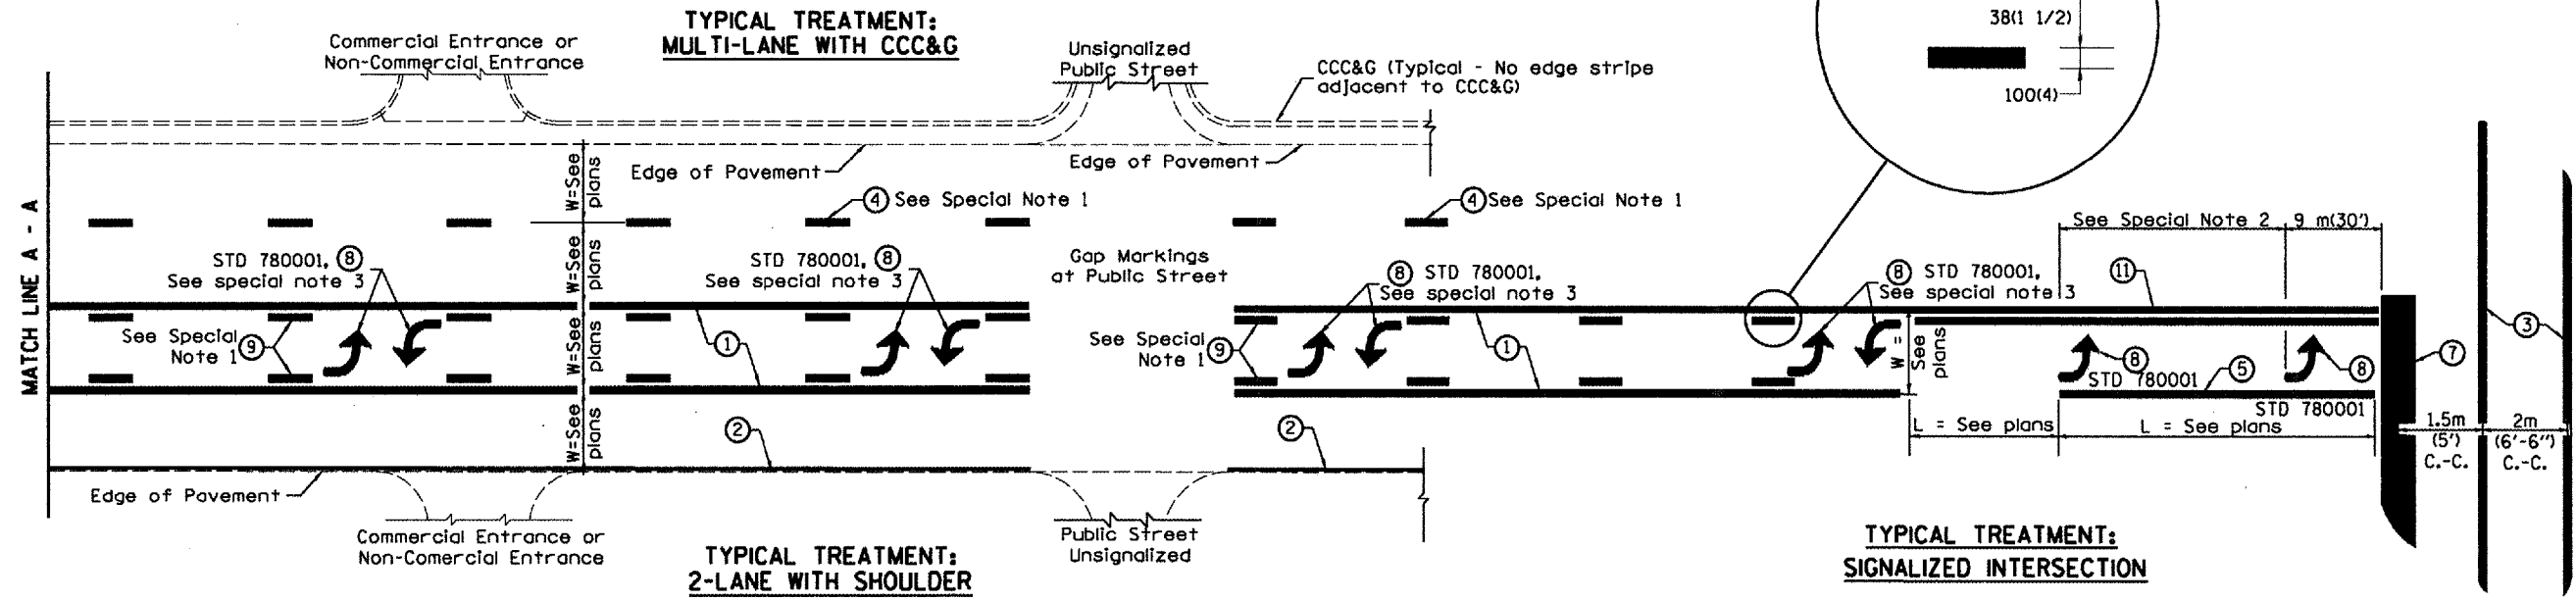 TYPICAL TREATMENT:
MULTI-LANE WITH CCC&G
Commercial Entrance or
Non-Commercial Entrance
Unsignalized
Public Street
CCC&G (Typical - No edge stripe
adjacent to CCC&G)
38(1 1/2)
100(4)
Edge of Pavement
Edge of Pavement
MATCH LINE A - A
W=See
plans
W=See
plans
W=See
plans
W=See
plans
4 See Special Note 1
4 See Special Note 1
STD 780001, 8
See special note 3
STD 780001, 8
See special note 3
Gap Markings
at Public Street
8 STD 780001,
See special note 3
8 STD 780001,
See special note 3
See Special Note 2
9 m(30')
11
See Special
Note 1 9
1
See Special
Note 1 9
1
W =
See
plans
8
STD 780001
5
8
STD 780001
7
3
L = See plans
L = See plans
1.5m
(5')
C.-C.
2m
(6'-6")
C.-C.
2
2
Edge of Pavement
Commercial Entrance or
Non-Comercial Entrance
Public Street
Unsignalized
TYPICAL TREATMENT:
2-LANE WITH SHOULDER
TYPICAL TREATMENT:
SIGNALIZED INTERSECTION